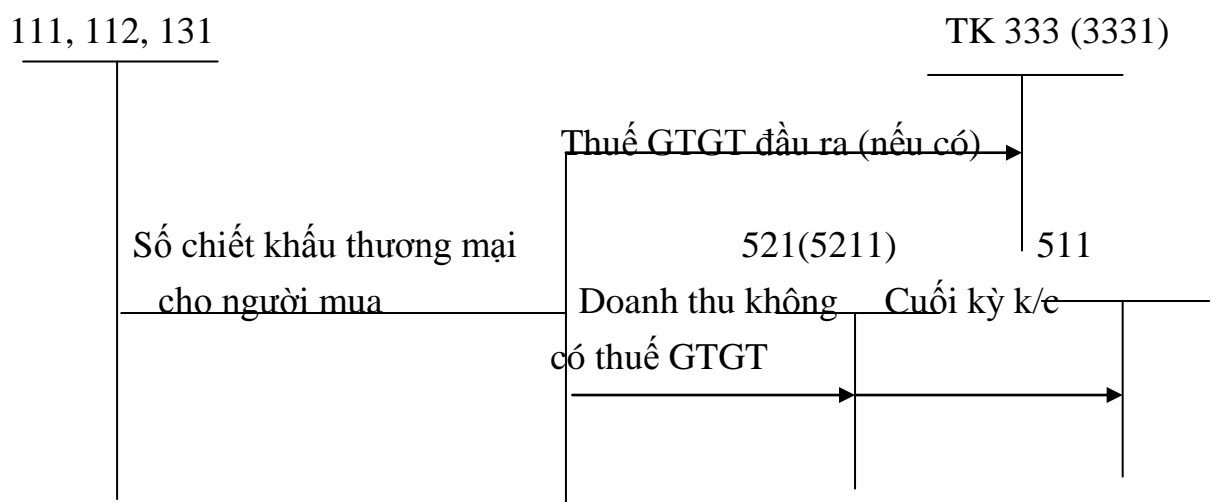 111, 112, 131 TK 333 (3331)
Thuế GTGT đầu ra (nếu có)
Số chiết khấu thương mại 521(5211) 511
cho người mua Doanh thu không Cuối kỳ k/c
có thuế GTGT